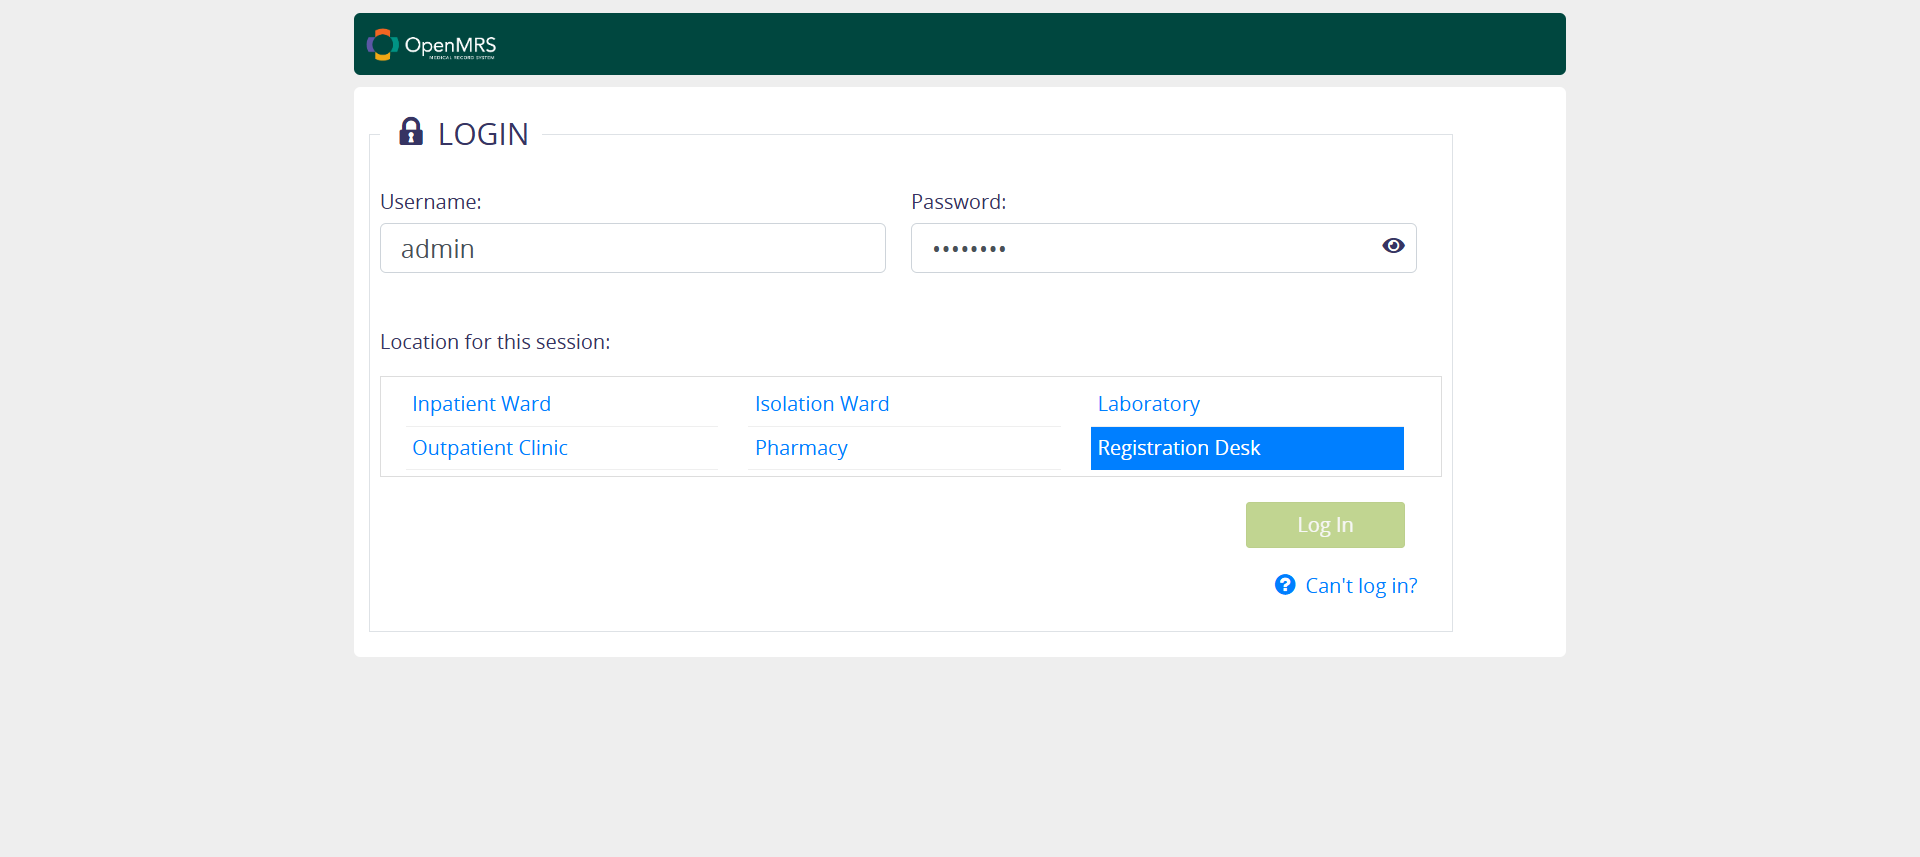 OpenMRS
MEDICAL RECORD SYSTEM
LOGIN
Username:
Password:
admin
••••••••
Location for this session:
Inpatient Ward
Isolation Ward
Laboratory
Outpatient Clinic
Pharmacy
Registration Desk
Log In
Can't log in?